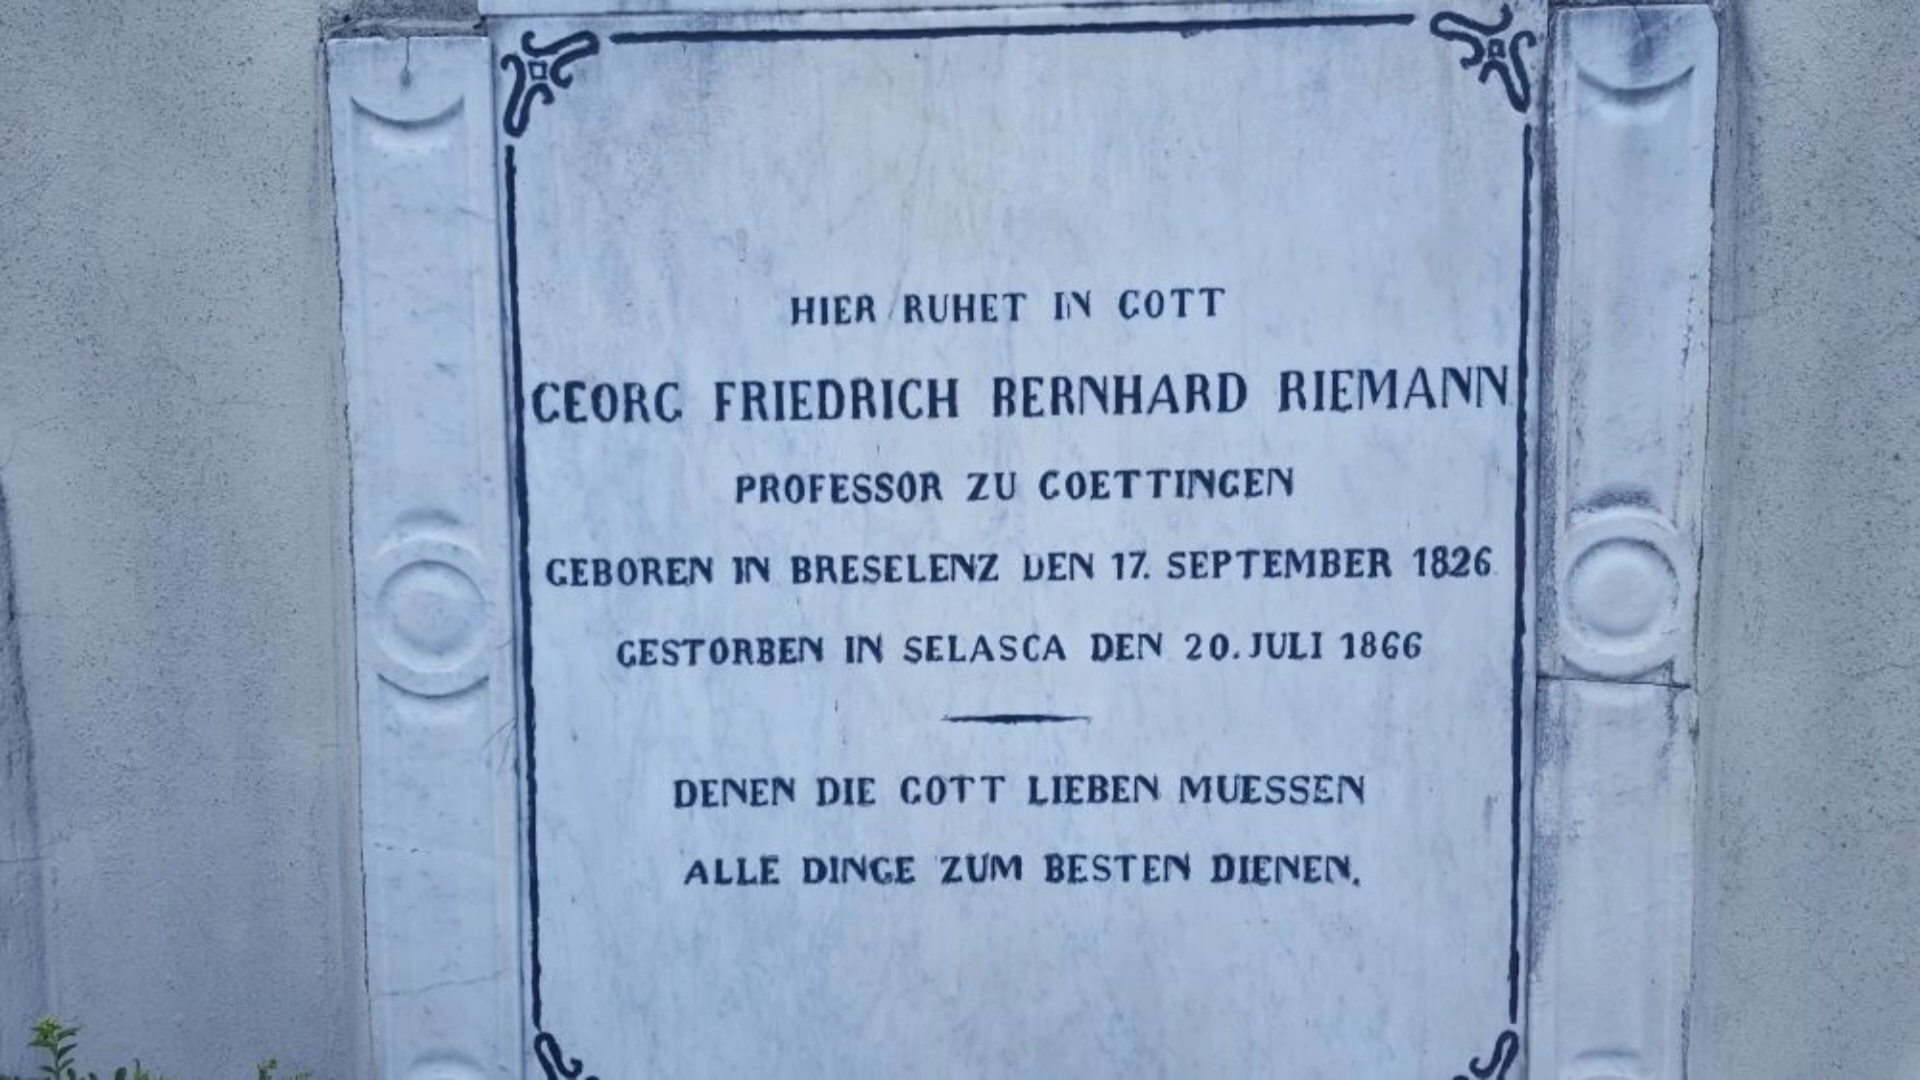 HIER RUHET IN GOTT
GEORG FRIEDRICH BERNHARD RIEMANN
PROFESSOR ZU GOETTINGEN
GEBOREN IN BRESELENZ DEN 17. SEPTEMBER 1826
GESTORBEN IN SELASCA DEN 20. JULI 1866
DENEN DIE GOTT LIEBEN MUESSEN
ALLE DINGE ZUM BESTEN DIENEN.